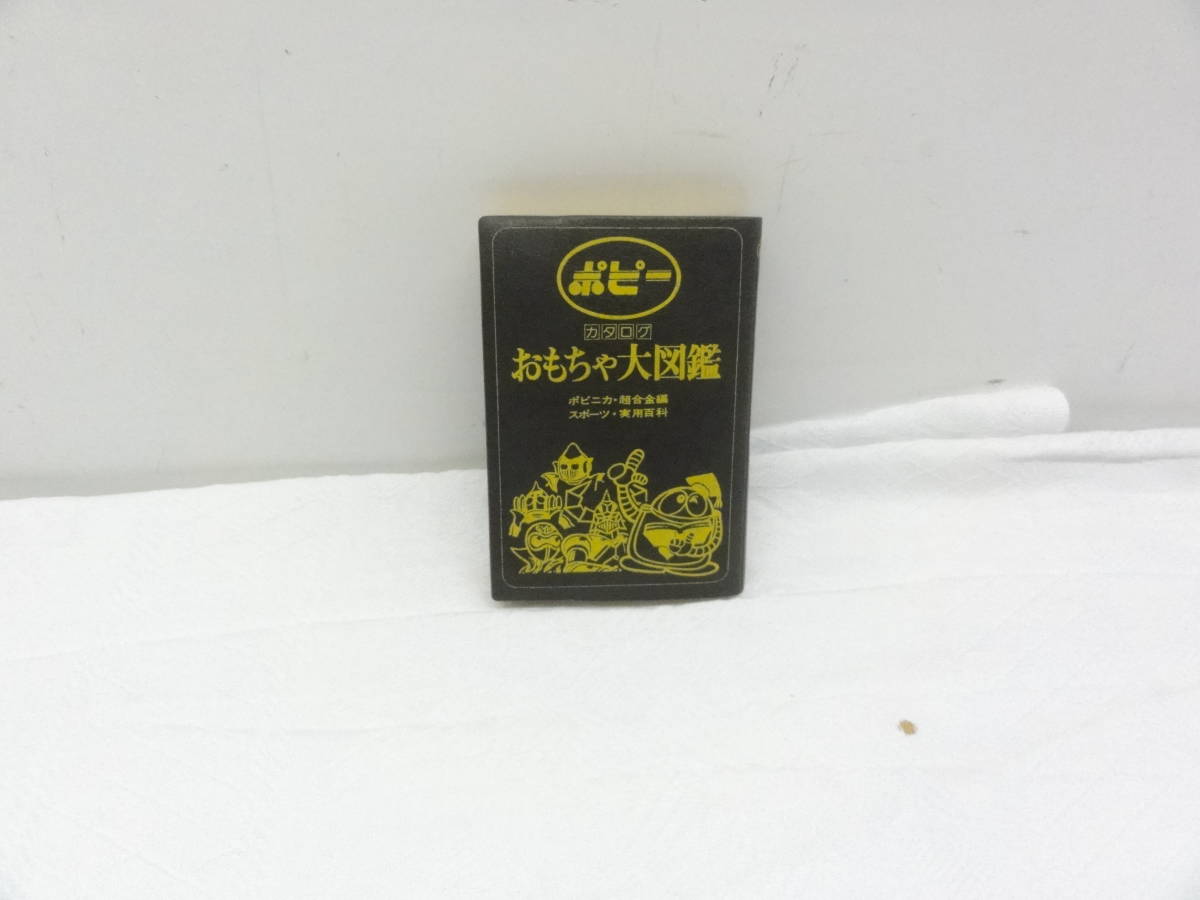 ポピー
カタログ
おもちゃ大図鑑
ポピニカ・超合金編
スポーツ・実用百科